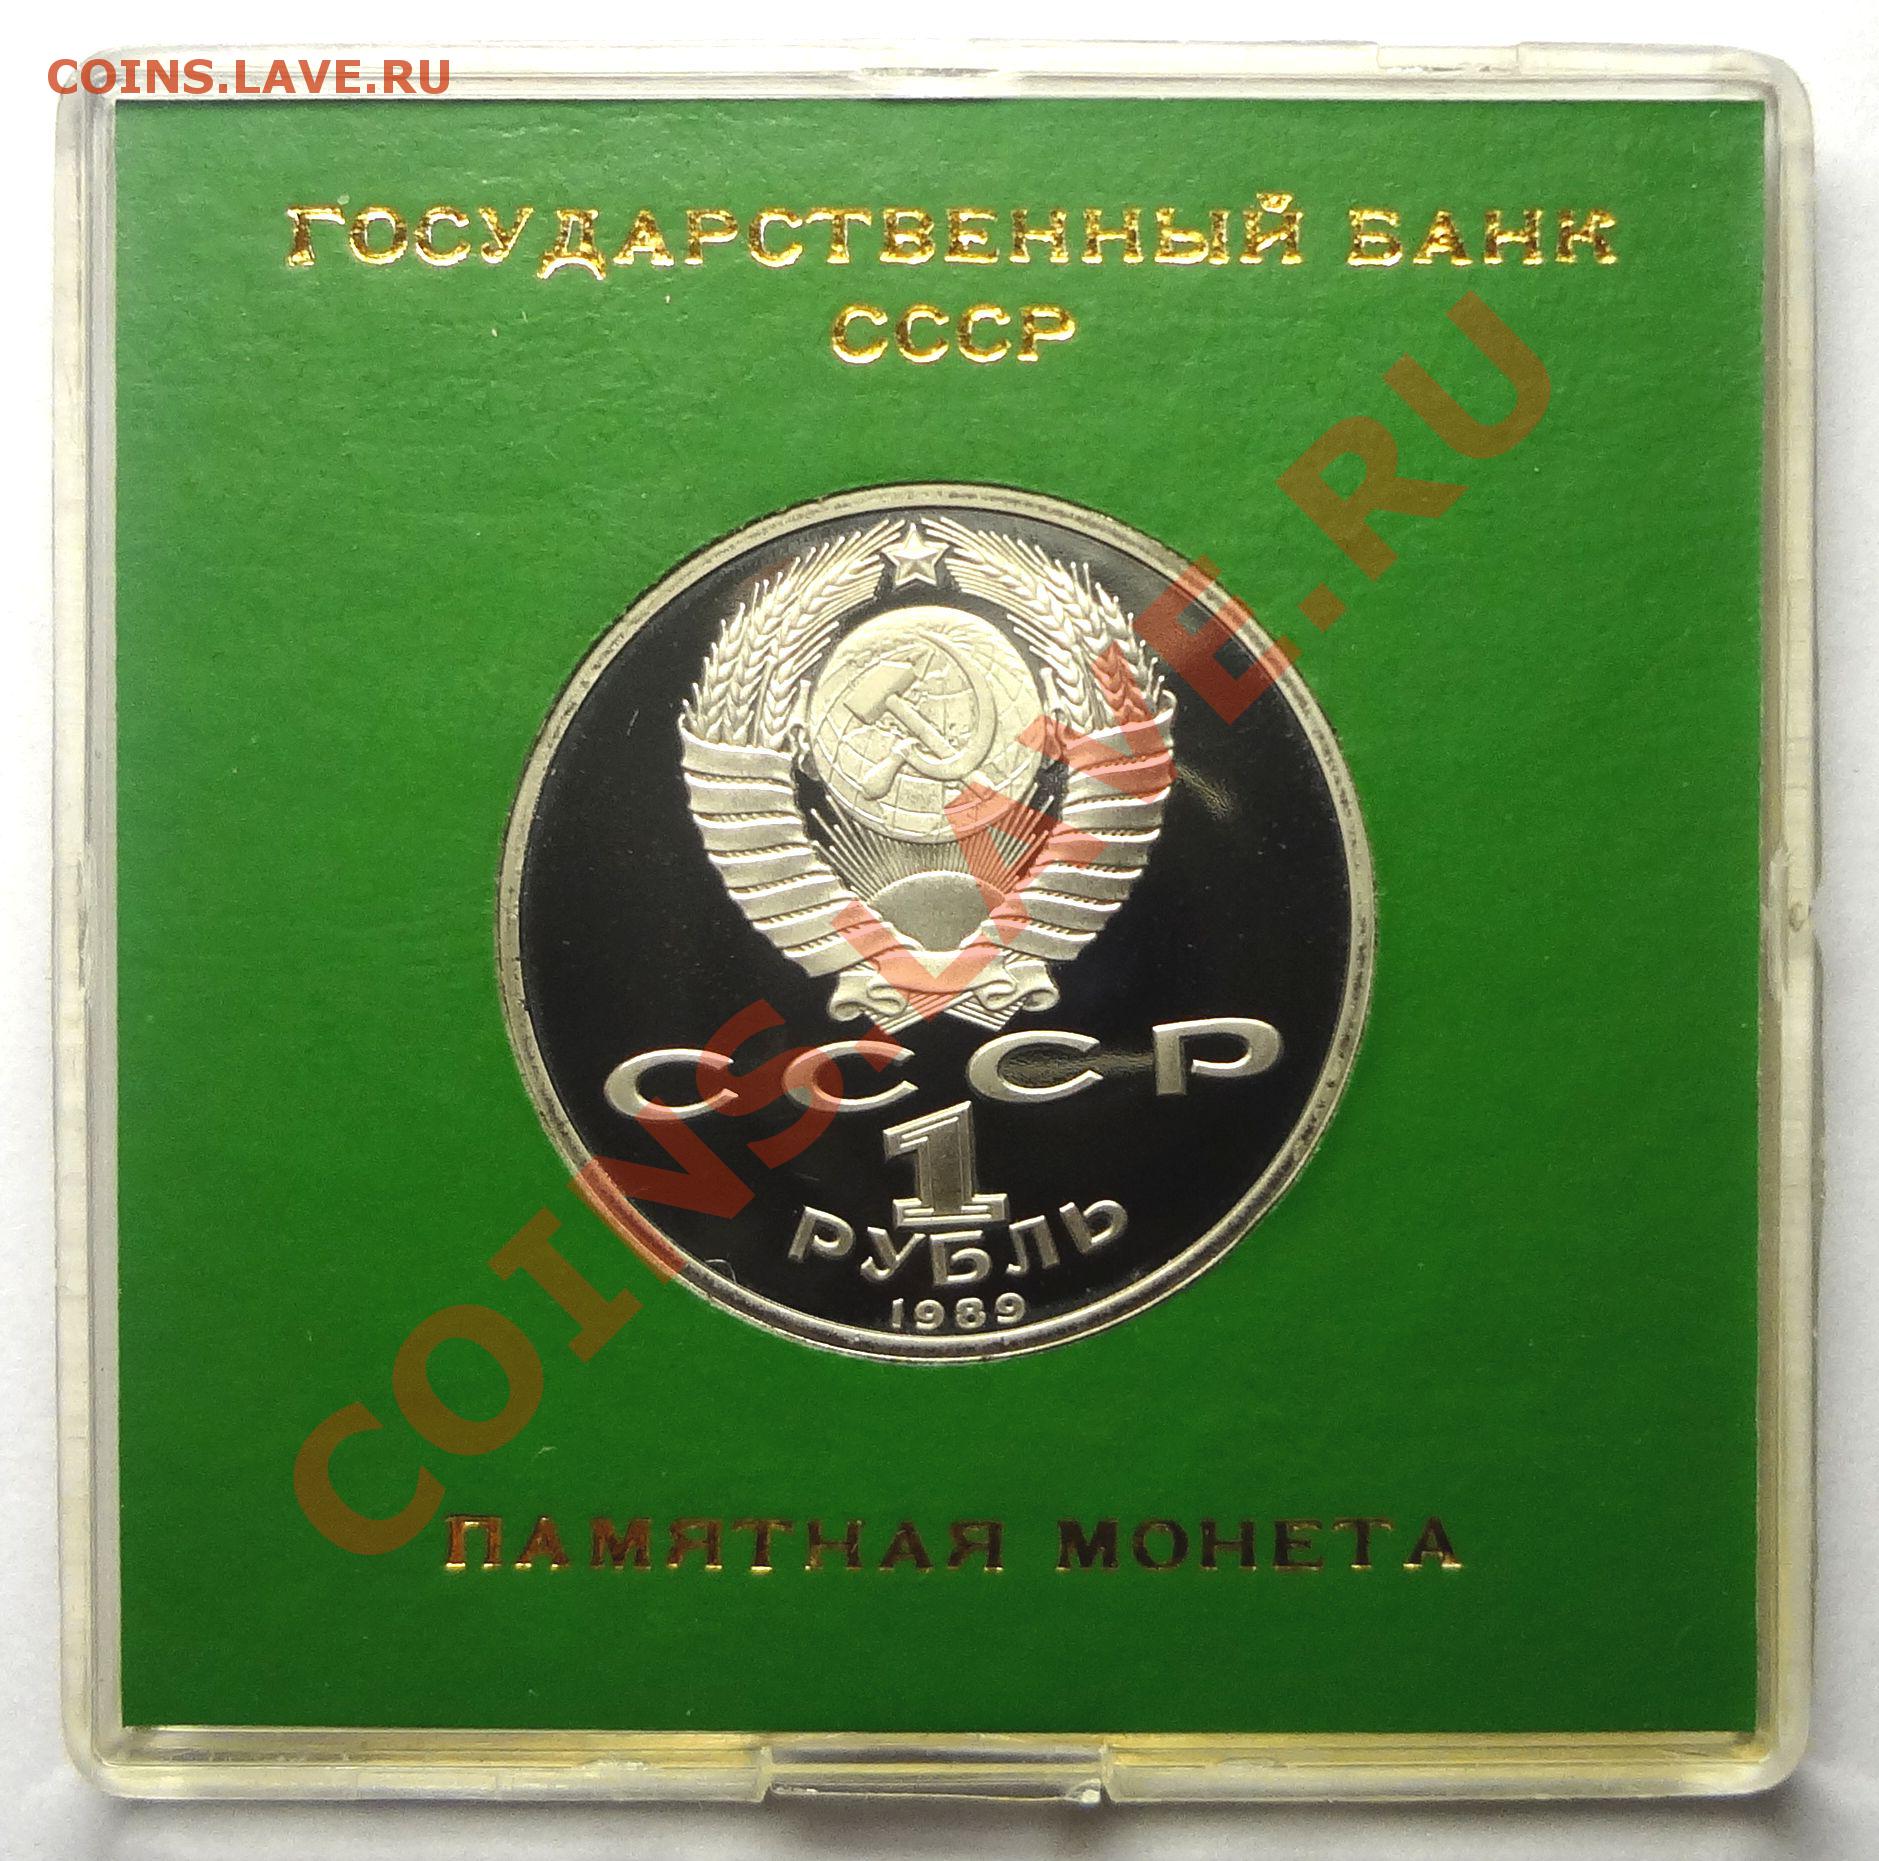 COINS.LAVE.RU
ГОСУДАРСТВЕННЫЙ БАНК
СССР
COINS.LAVE.RU
СССР
1
РУБЛЬ
1989
ПАМЯТНАЯ МОНЕТА